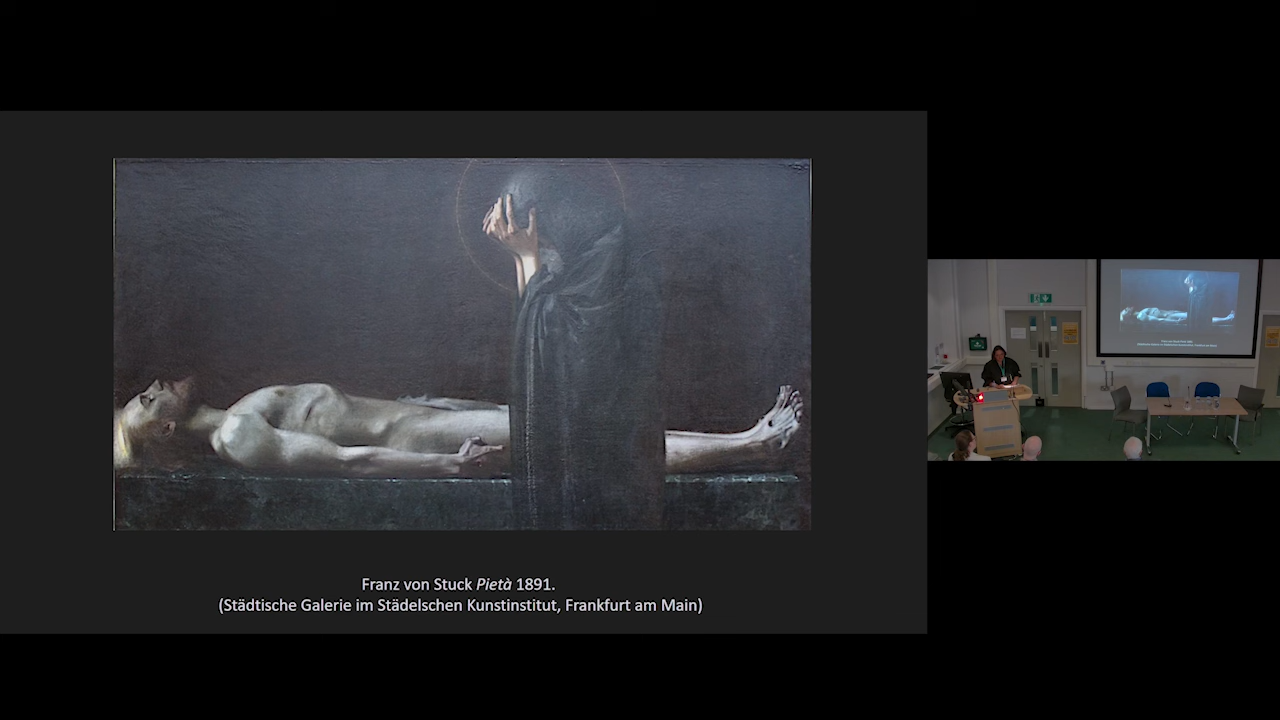 Franz von Stuck Pietà 1891.
(Städtische Galerie im Städelschen Kunstinstitut, Frankfurt am Main)